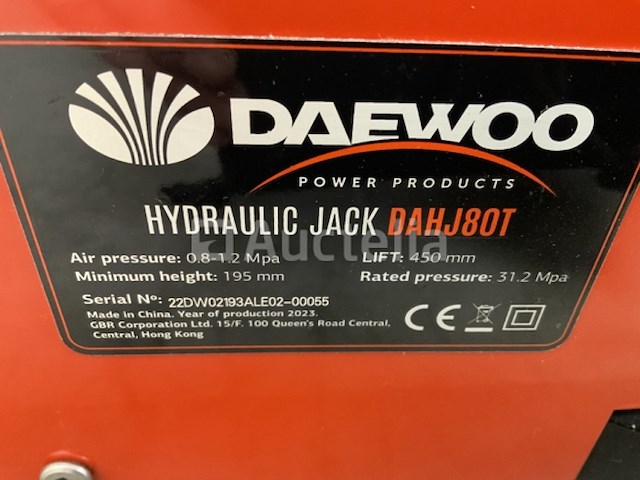 DAEWOO
POWER PRODUCTS
HYDRAULIC JACK DAHJ80T
Auctelia
Air pressure: 0.8-1.2 Mpa LIFT: 450 mm
Minimum height: 195 mm Rated pressure: 31.2 Mpa
Serial Nº: 22DW02193ALE02-00055
Made in China. Year of production 2023.
GBR Corporation Ltd. 15/F. 100 Queen's Road Central,
Central, Hong Kong
CE